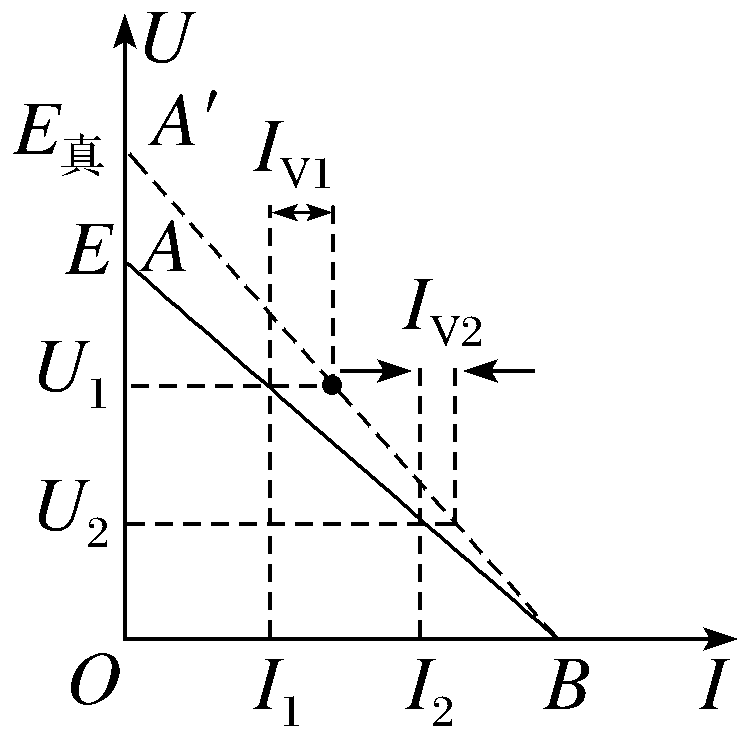 U
E真 A′
I_V1
E A
I_V2
U_1
U_2
O I_1 I_2 B I